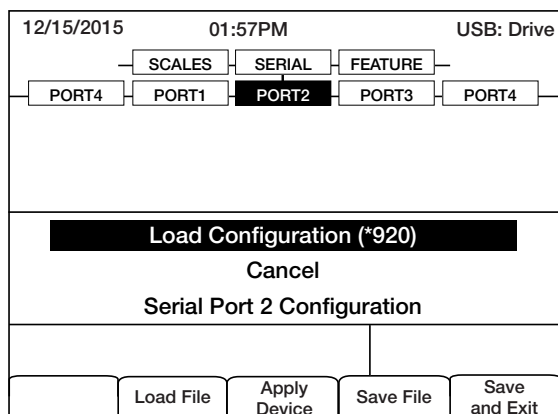 12/15/2015 01:57PM USB: Drive
SCALES SERIAL FEATURE
PORT4 PORT1 PORT2 PORT3 PORT4
Load Configuration (*920)
Cancel
Serial Port 2 Configuration
Load File Apply Device Save File Save and Exit